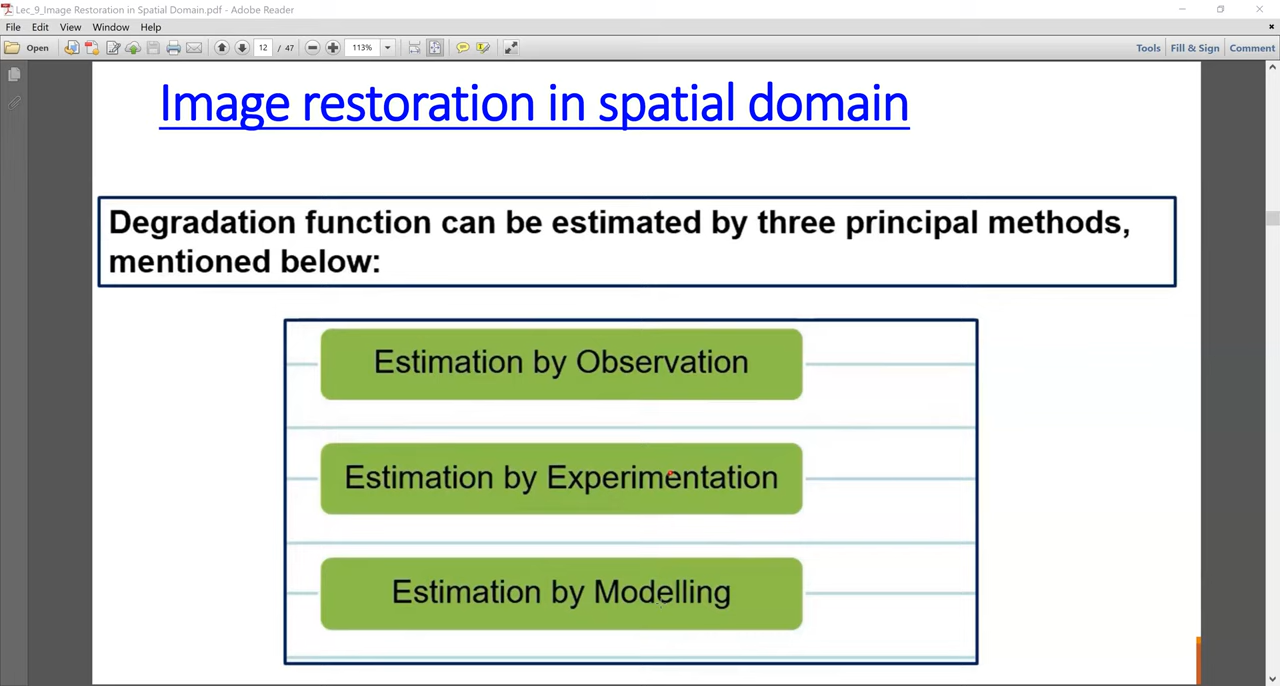 Lec_9_Image Restoration in Spatial Domain.pdf - Adobe Reader
File Edit View Window Help
Open 12 / 47 113% Tools Fill & Sign Comment
Image restoration in spatial domain
Degradation function can be estimated by three principal methods,
mentioned below:
Estimation by Observation
Estimation by Experimentation
Estimation by Modelling